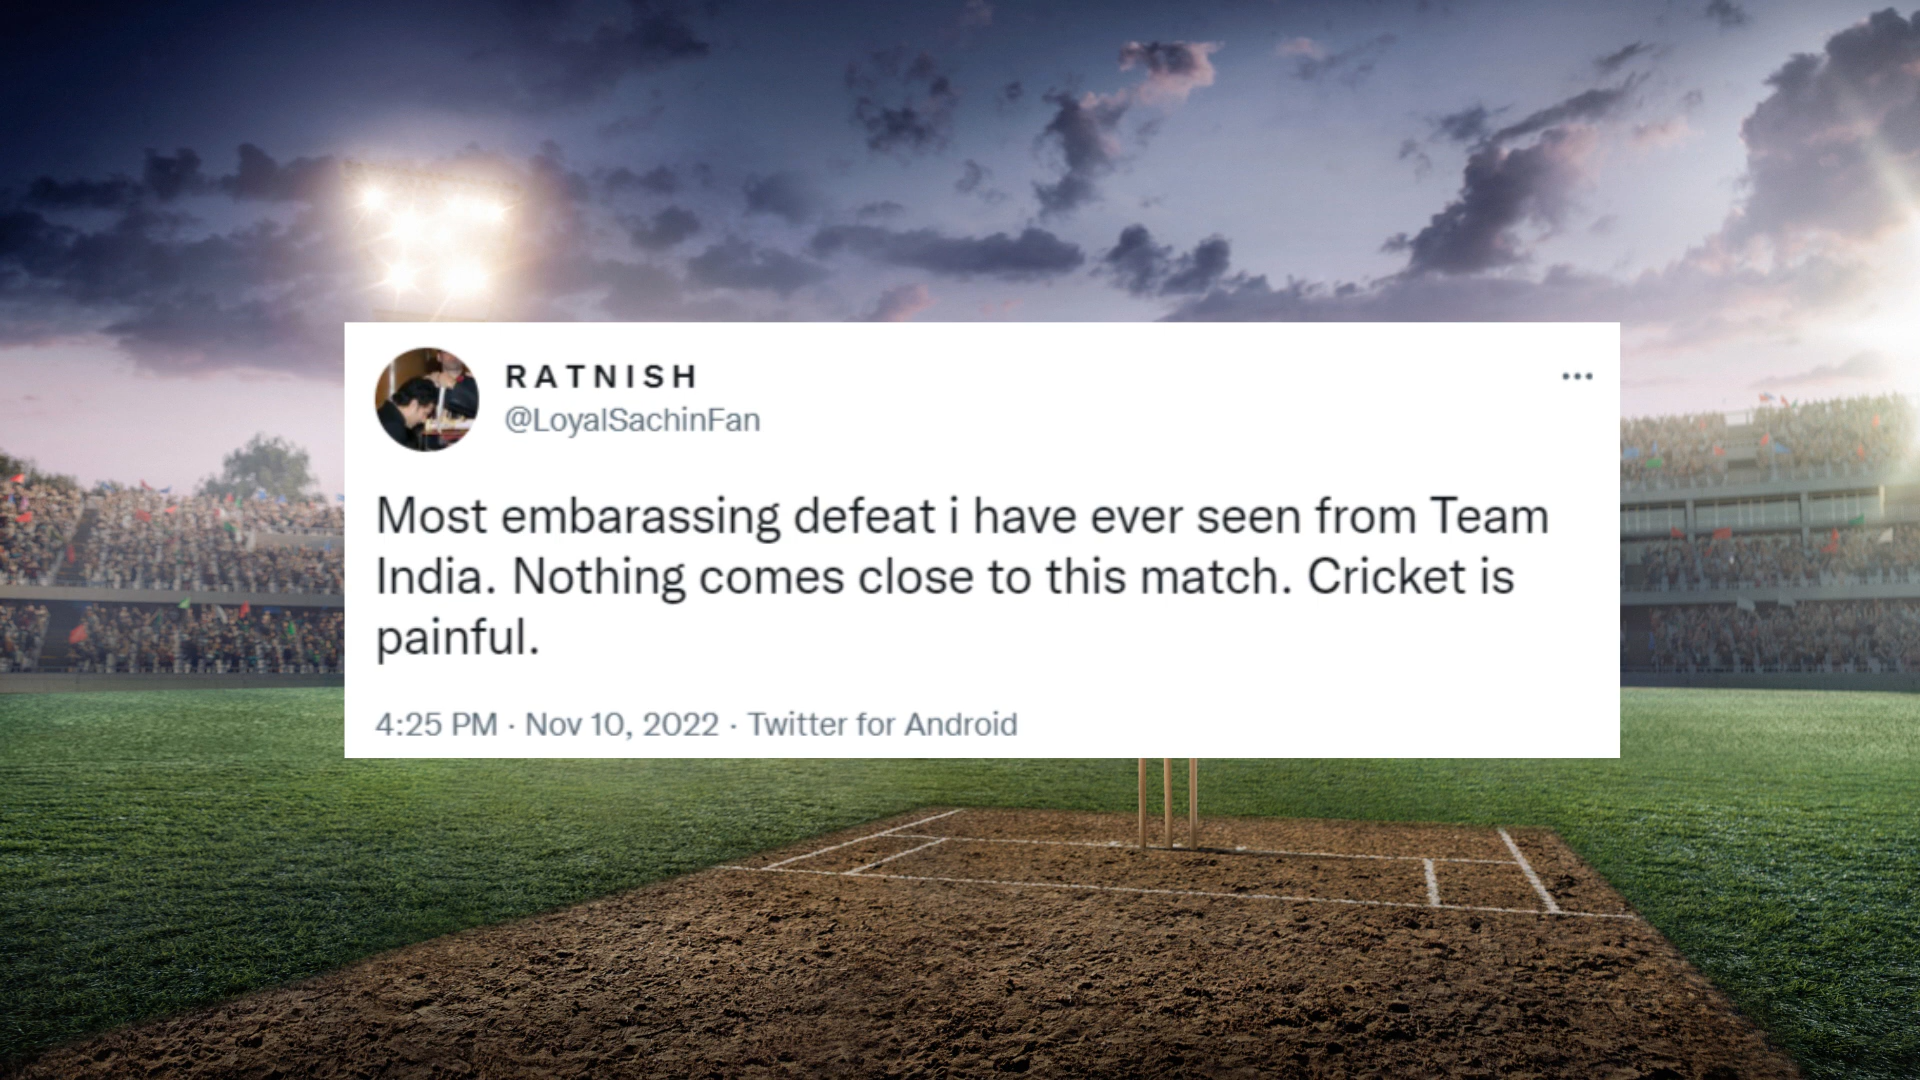 RATNISH
@LoyalSachinFan
Most embarassing defeat i have ever seen from Team
India. Nothing comes close to this match. Cricket is
painful.
4:25 PM · Nov 10, 2022 · Twitter for Android